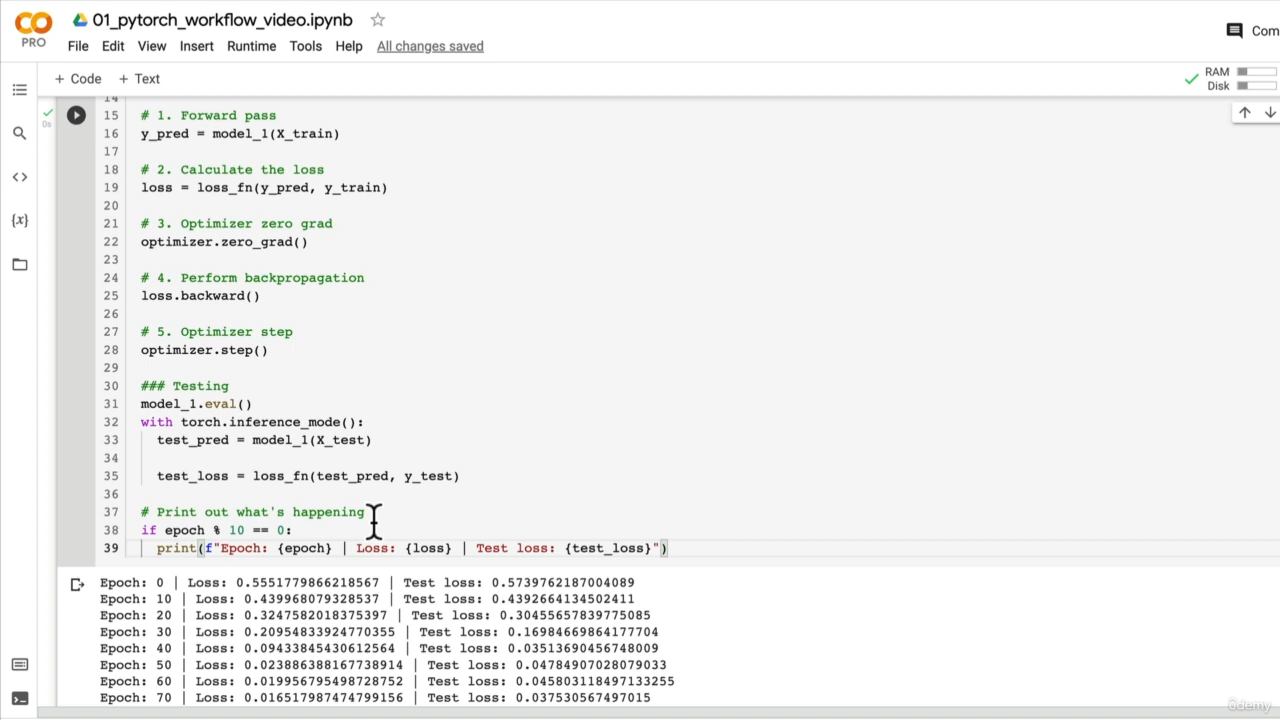 01_pytorch_workflow_video.ipynb
PRO
File Edit View Insert Runtime Tools Help All changes saved
Com
+ Code + Text
RAM
Disk
14
0s
15 # 1. Forward pass
16 y_pred = model_1(X_train)
17
18 # 2. Calculate the loss
19 loss = loss_fn(y_pred, y_train)
20
21 # 3. Optimizer zero grad
22 optimizer.zero_grad()
23
24 # 4. Perform backpropagation
25 loss.backward()
26
27 # 5. Optimizer step
28 optimizer.step()
29
30 ### Testing
31 model_1.eval()
32 with torch.inference_mode():
33 test_pred = model_1(X_test)
34
35 test_loss = loss_fn(test_pred, y_test)
36
37 # Print out what's happening
38 if epoch % 10 == 0:
39 print(f"Epoch: {epoch} | Loss: {loss} | Test loss: {test_loss}")
Epoch: 0 | Loss: 0.5551779866218567 | Test loss: 0.5739762187004089
Epoch: 10 | Loss: 0.439968079328537 | Test loss: 0.4392664134502411
Epoch: 20 | Loss: 0.3247582018375397 | Test loss: 0.30455657839775085
Epoch: 30 | Loss: 0.20954833924770355 | Test loss: 0.16984669864177704
Epoch: 40 | Loss: 0.09433845430612564 | Test loss: 0.03513690456748009
Epoch: 50 | Loss: 0.023886388167738914 | Test loss: 0.04784907028079033
Epoch: 60 | Loss: 0.019956795498728752 | Test loss: 0.045803118497133255
Epoch: 70 | Loss: 0.016517987474799156 | Test loss: 0.037530567497015
ûdemy